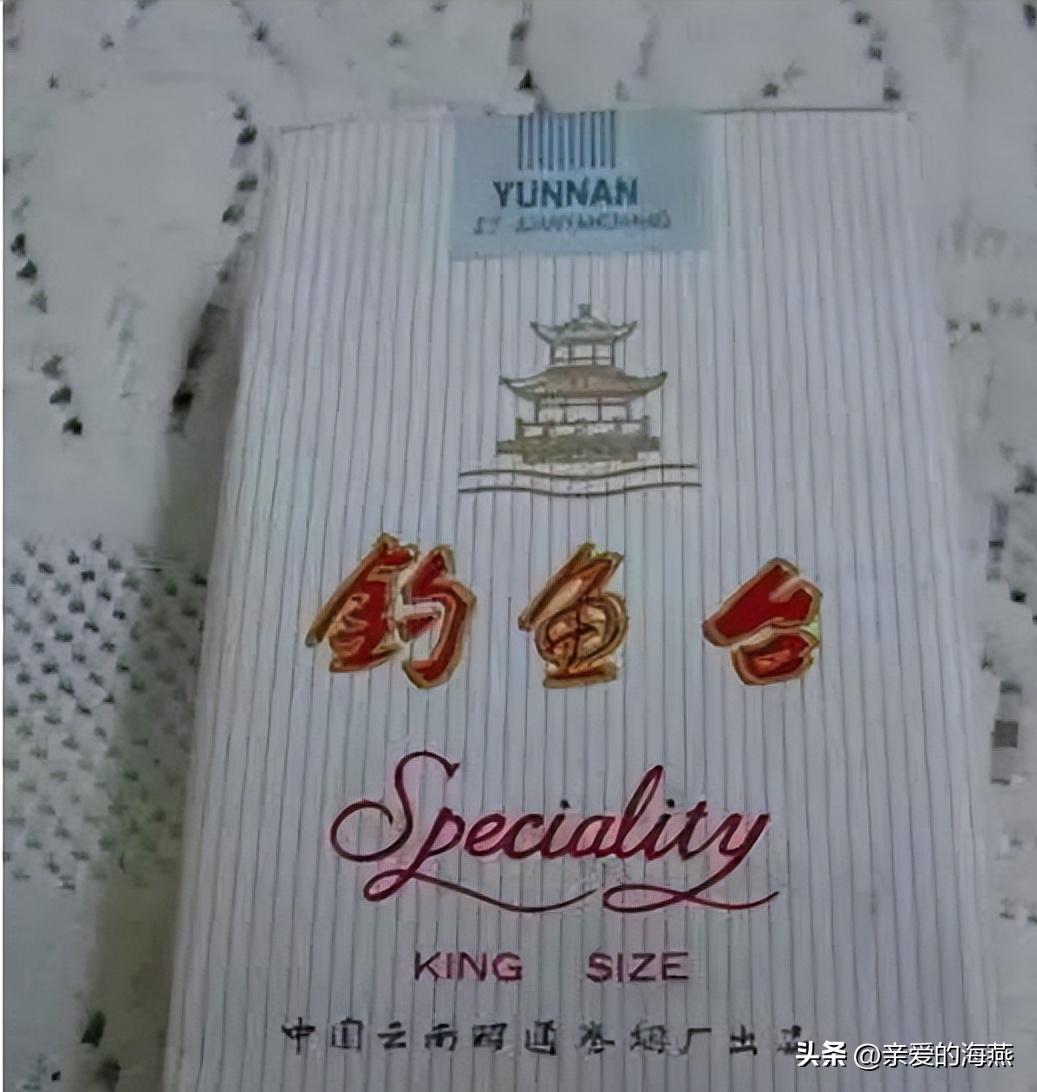 YUNNAN
钓鱼台
Speciality
KING SIZE
中国云南昭通卷烟厂出品
头条 @亲爱的海燕